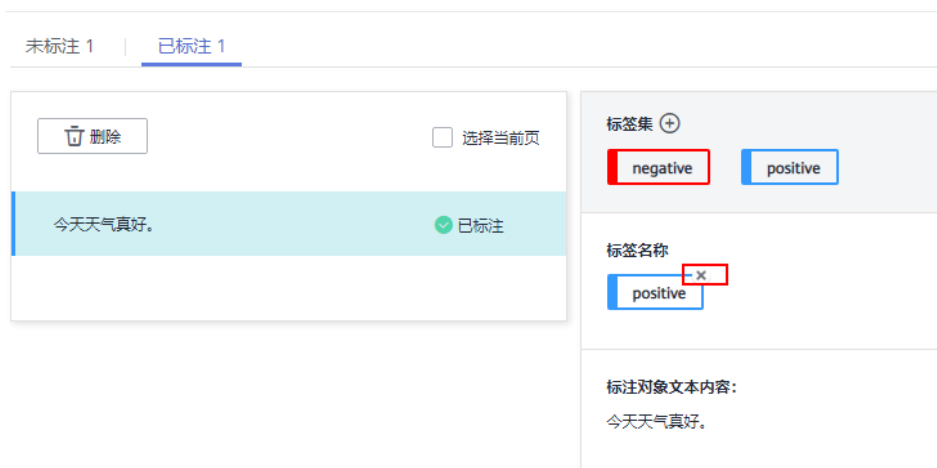 未标注 1 已标注 1
删除 选择当前页
今天天气真好。 已标注
标签集
negative positive
标签名称
positive
标注对象文本内容：
今天天气真好。